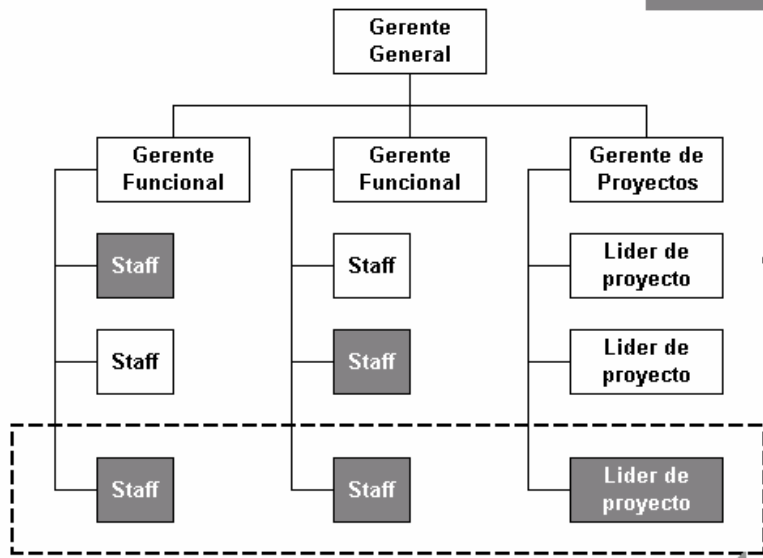 Gerente
General
Gerente
Funcional
Gerente
Funcional
Gerente de
Proyectos
Staff
Staff
Lider de
proyecto
Staff
Staff
Lider de
proyecto
Staff
Staff
Lider de
proyecto